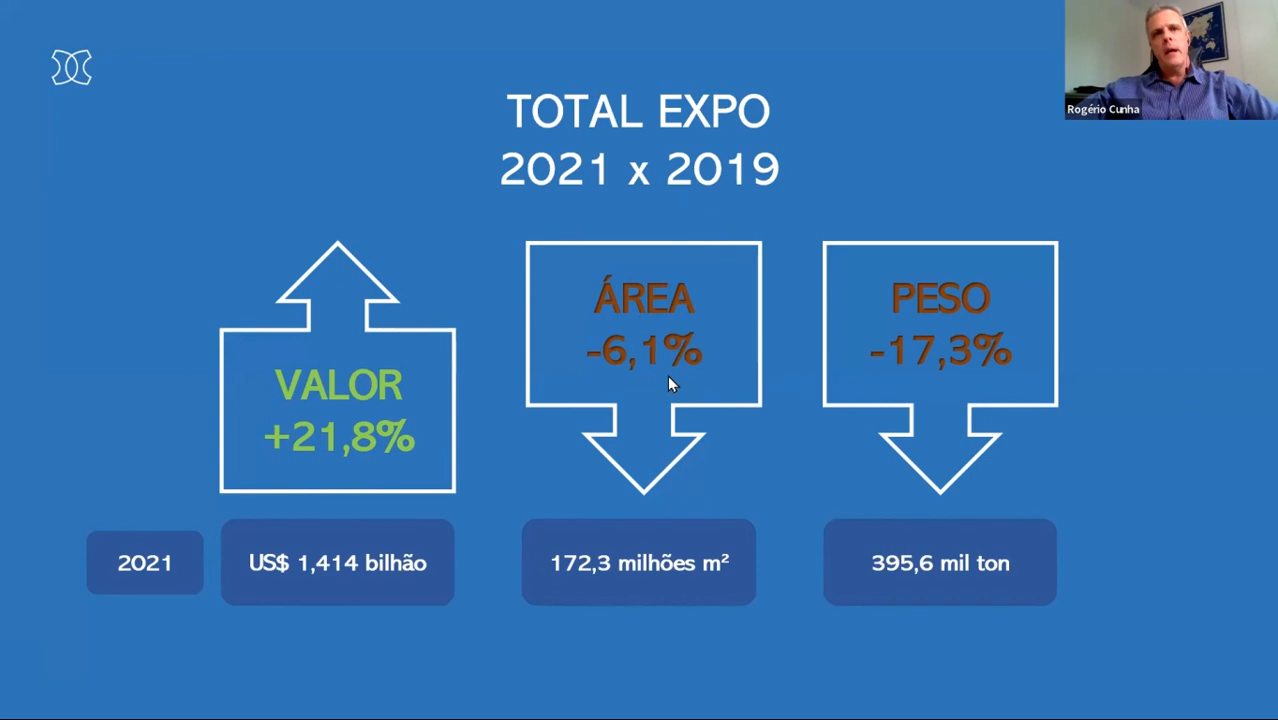 Rogério Cunha
TOTAL EXPO
2021 x 2019
VALOR
+21,8%
ÁREA
-6,1%
PESO
-17,3%
2021
US$ 1,414 bilhão
172,3 milhões m²
395,6 mil ton